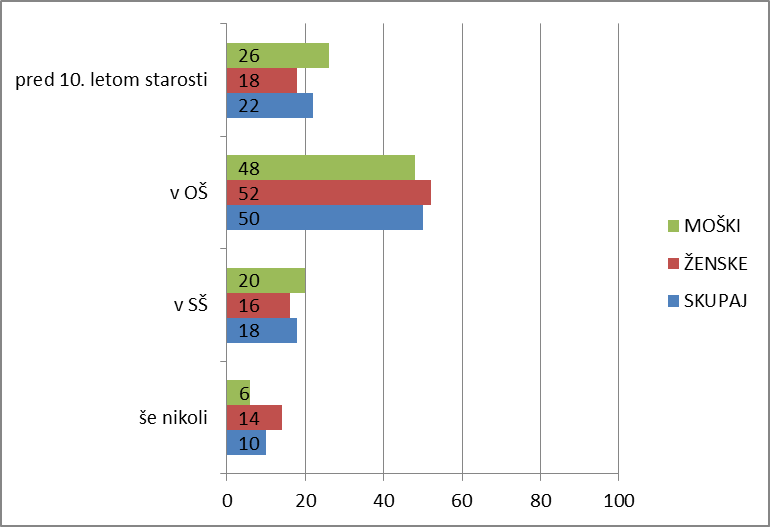 pred 10. letom starosti
26
18
22
v OŠ
48
52
50
v SŠ
20
16
18
še nikoli
6
14
10
0 20 40 60 80 100
MOŠKI
ŽENSKE
SKUPAJ